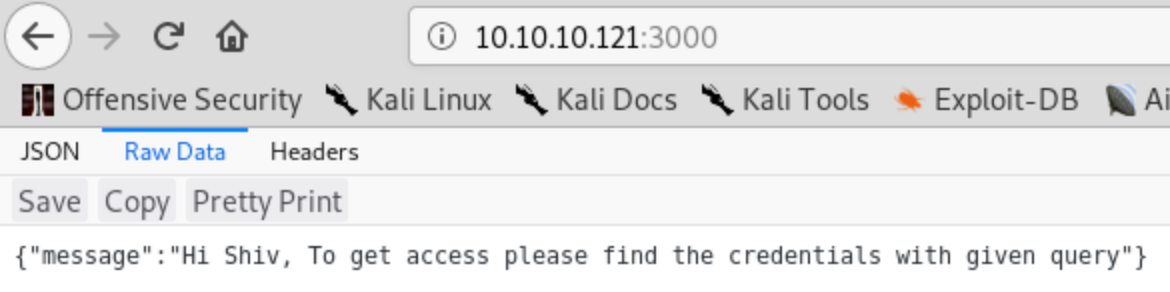 10.10.10.121:3000
Offensive Security Kali Linux Kali Docs Kali Tools Exploit-DB Ai
JSON Raw Data Headers
Save Copy Pretty Print
{"message":"Hi Shiv, To get access please find the credentials with given query"}